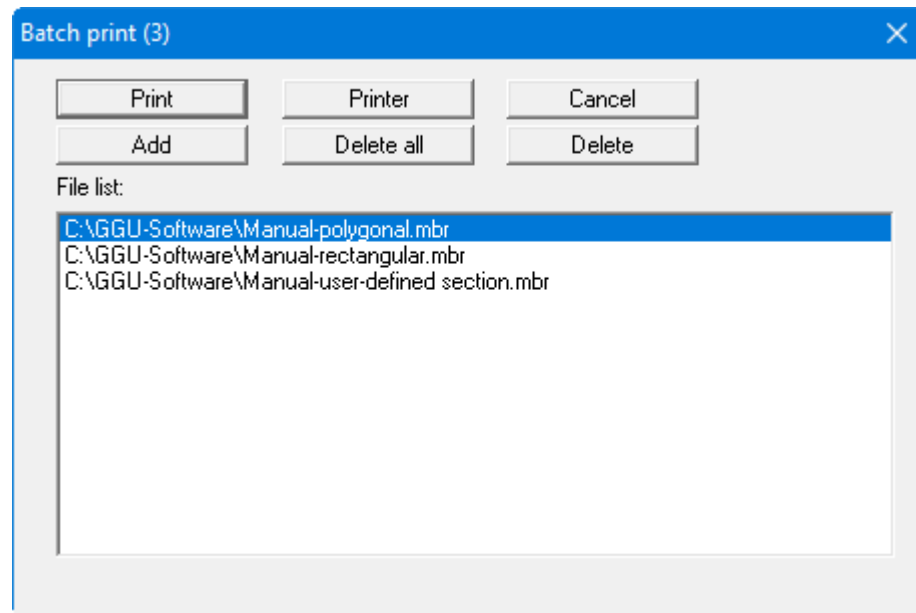 Batch print (3)
Print Printer Cancel
Add Delete all Delete
File list:
C:\GGU-Software\Manual-polygonal.mbr
C:\GGU-Software\Manual-rectangular.mbr
C:\GGU-Software\Manual-user-defined section.mbr